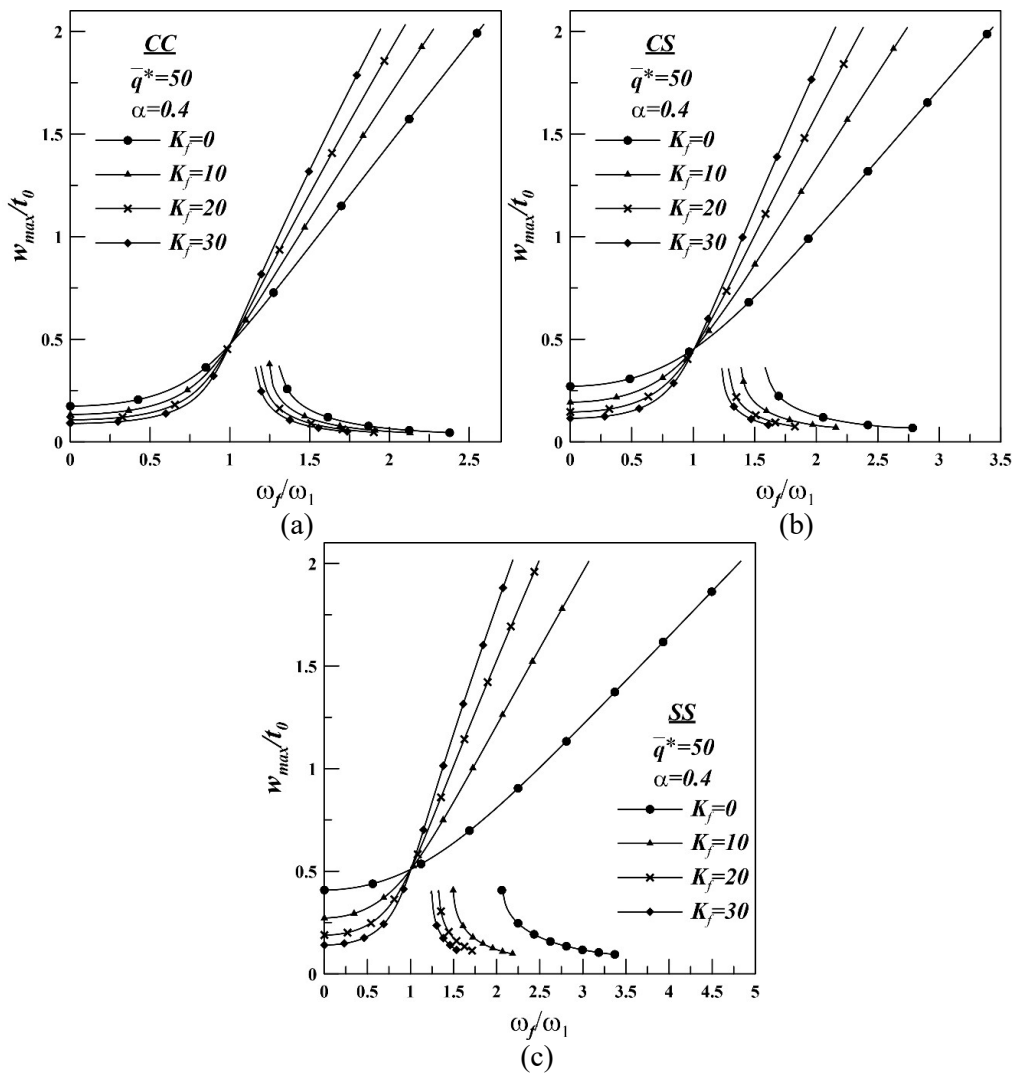 2
1.5
1
0.5
0
w_max/t_0
CC
q̅*=50
α=0.4
K_f=0
K_f=10
K_f=20
K_f=30
0 0.5 1 1.5 2 2.5
ω_f/ω_1
(a)
2
1.5
1
0.5
0
w_max/t_0
CS
q̅*=50
α=0.4
K_f=0
K_f=10
K_f=20
K_f=30
0 0.5 1 1.5 2 2.5 3 3.5
ω_f/ω_1
(b)
2
1.5
1
0.5
0
w_max/t_0
SS
q̅*=50
α=0.4
K_f=0
K_f=10
K_f=20
K_f=30
0 0.5 1 1.5 2 2.5 3 3.5 4 4.5 5
ω_f/ω_1
(c)